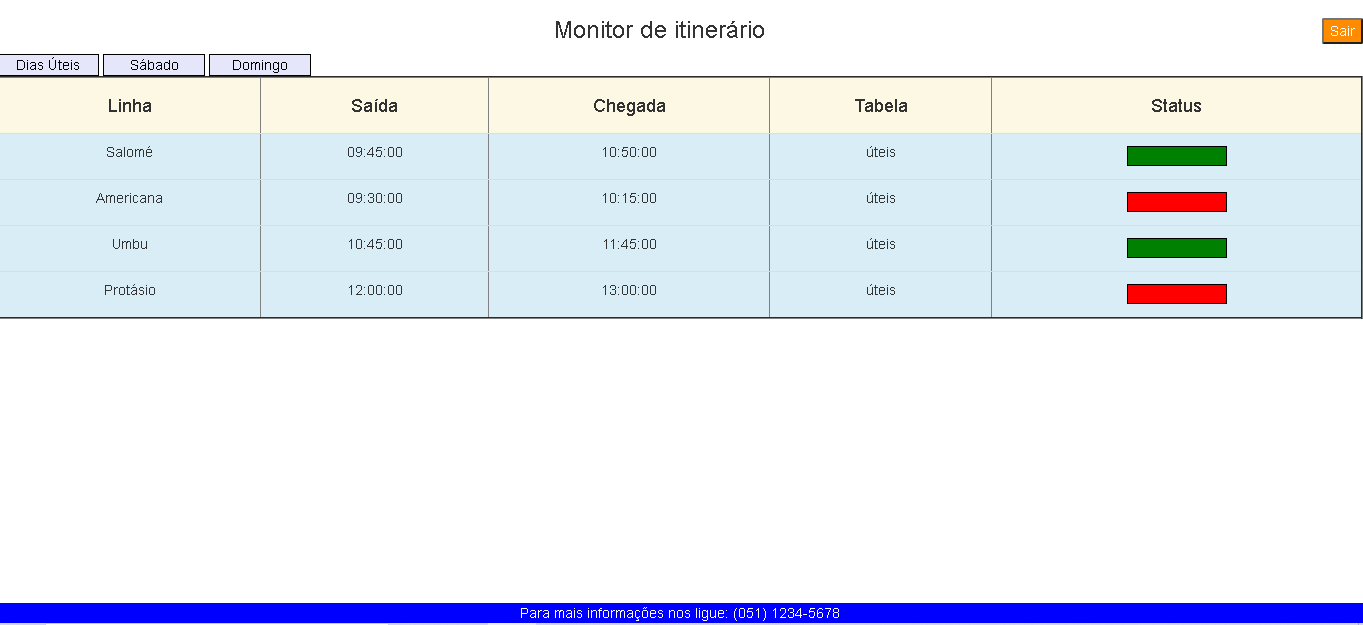 Monitor de itinerário
Sair
Dias Úteis Sábado Domingo
Linha Saída Chegada Tabela Status
Salomé 09:45:00 10:50:00 úteis
Americana 09:30:00 10:15:00 úteis
Umbu 10:45:00 11:45:00 úteis
Protásio 12:00:00 13:00:00 úteis
Para mais informações nos ligue: (051) 1234-5678